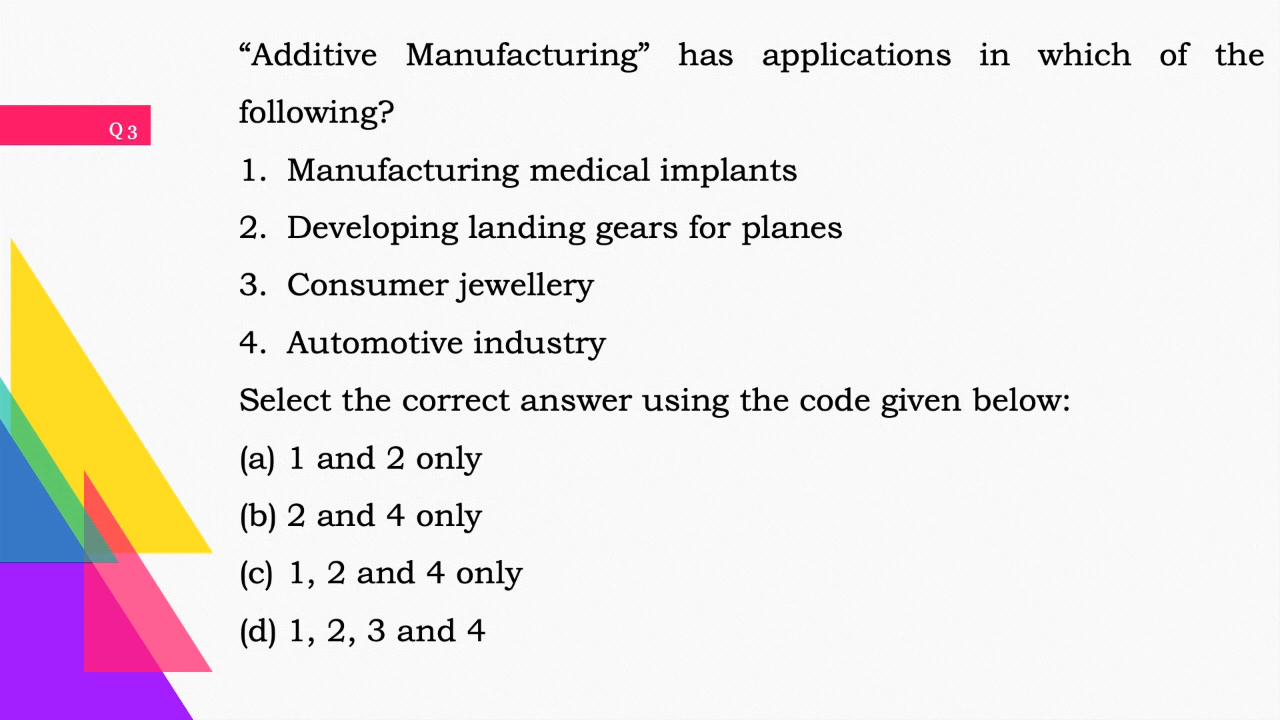 “Additive Manufacturing” has applications in which of the
following?
Q 3
1. Manufacturing medical implants
2. Developing landing gears for planes
3. Consumer jewellery
4. Automotive industry
Select the correct answer using the code given below:
(a) 1 and 2 only
(b) 2 and 4 only
(c) 1, 2 and 4 only
(d) 1, 2, 3 and 4